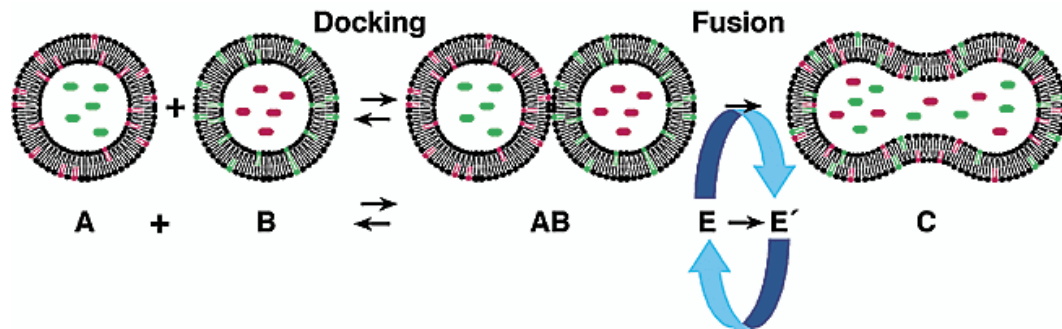 Docking Fusion
+
A + B AB E → E´ C